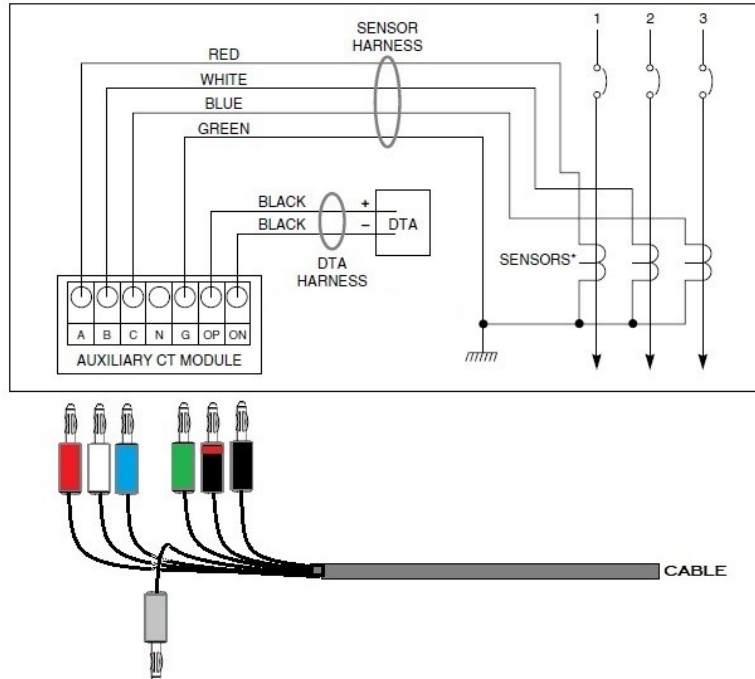 SENSOR
HARNESS
1 2 3
RED
WHITE
BLUE
GREEN
BLACK +
DTA
BLACK −
DTA
HARNESS
SENSORS*
A B C N G OP ON
AUXILIARY CT MODULE
CABLE